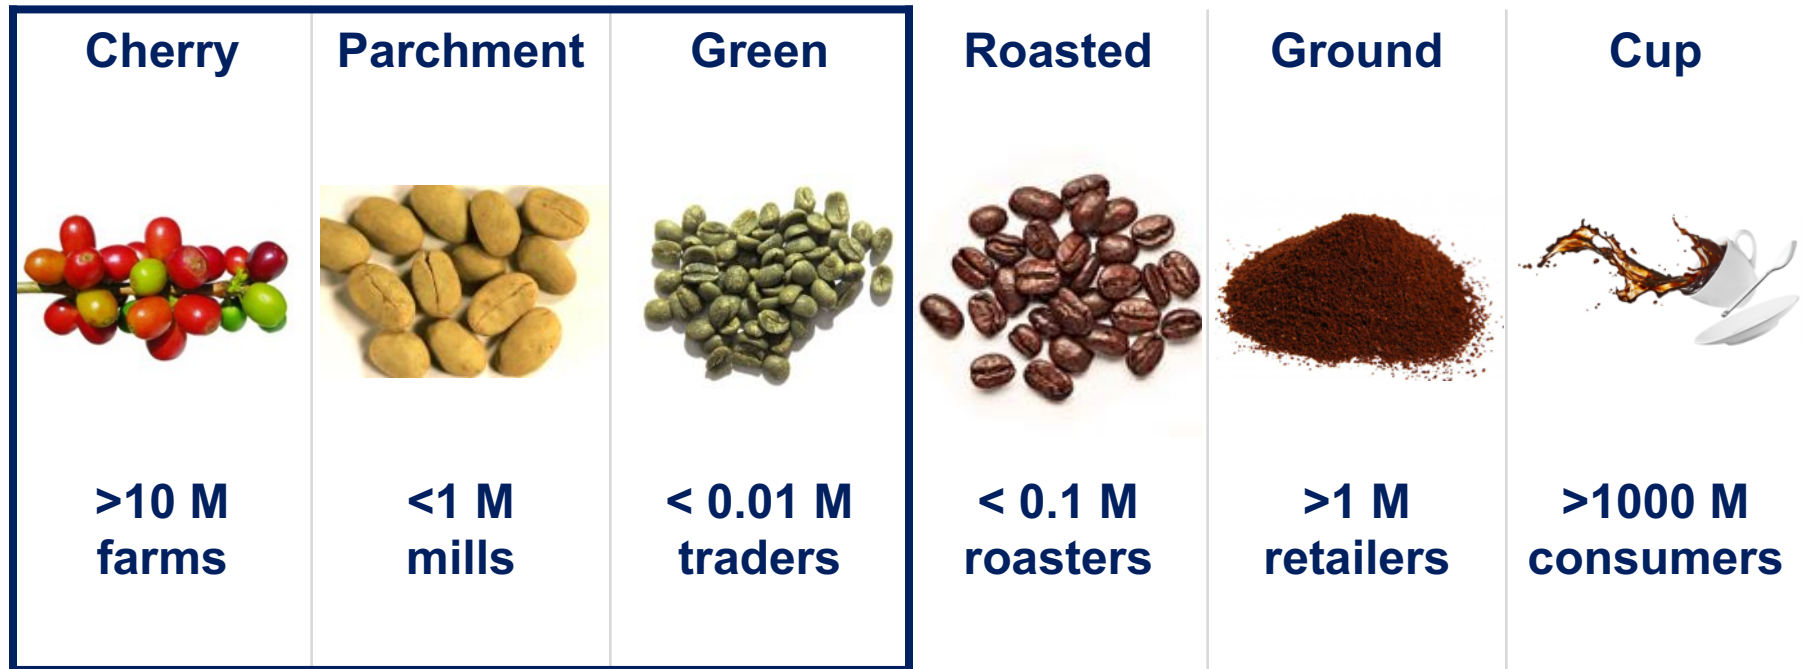 Cherry
Parchment
Green
Roasted
Ground
Cup
>10 M
farms
<1 M
mills
< 0.01 M
traders
< 0.1 M
roasters
>1 M
retailers
>1000 M
consumers